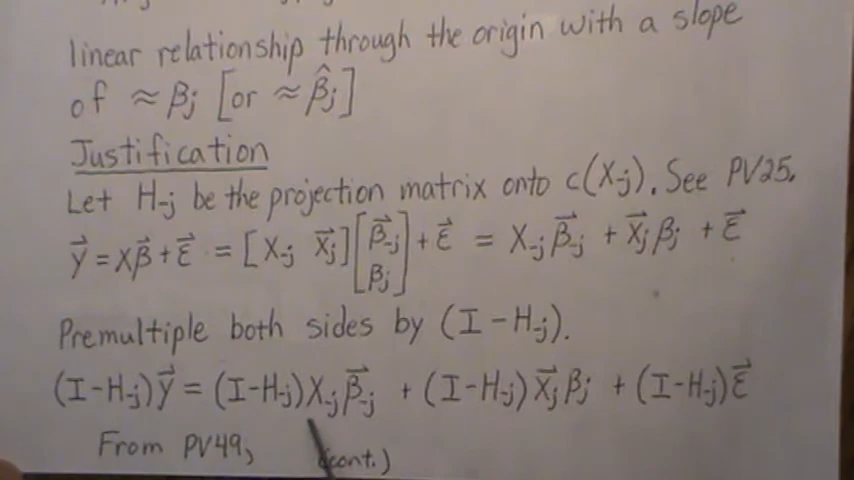 linear relationship through the origin with a slope
of ≈ βj [or ≈ β̂j]
Justification
Let H-j be the projection matrix onto c(X-j). See PV25.
y⃗ = Xβ⃗ + ε⃗ = [X-j x⃗j] [β⃗-j βj] + ε⃗ = X-j β⃗-j + x⃗j βj + ε⃗
Premultiple both sides by (I - H-j).
(I-H-j)y⃗ = (I-H-j)X-j β⃗-j + (I-H-j) x⃗j βj + (I-H-j)ε⃗
From PV49, (cont.)